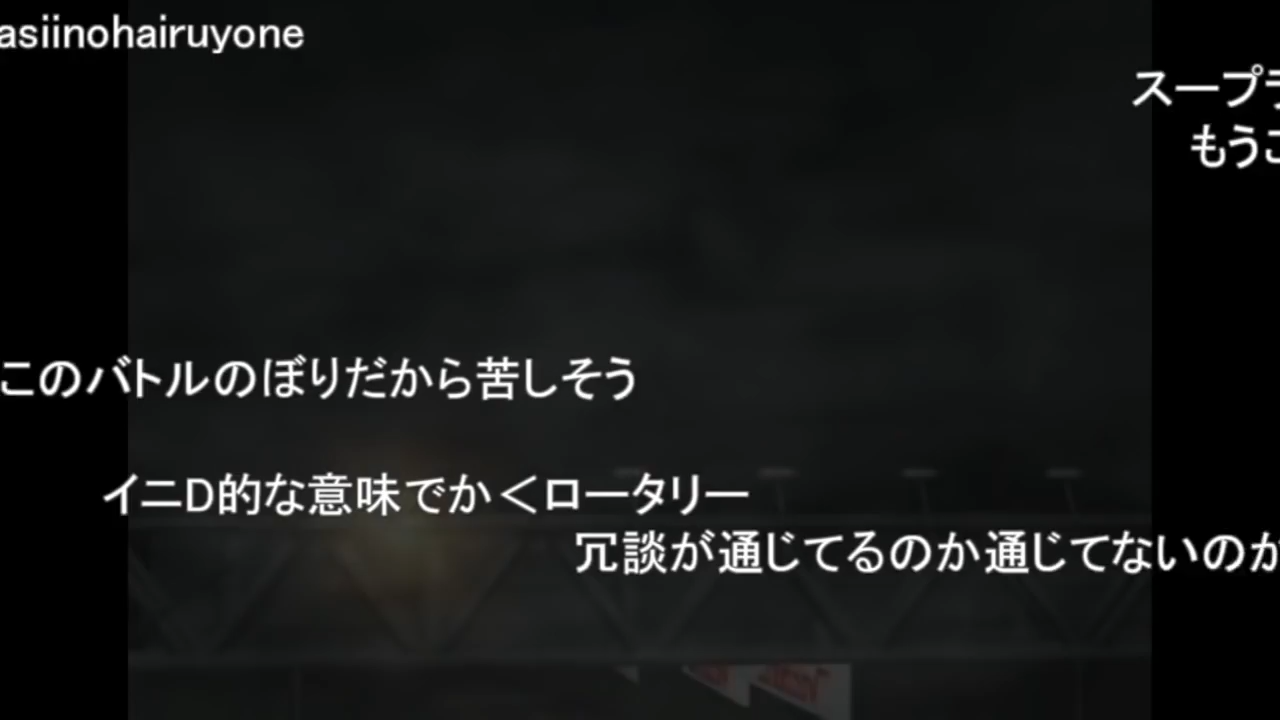 asiinohairuyone
スープラ
もうこ
このバトルのぼりだから苦しそう
イニD的な意味でか＜ロータリー
冗談が通じてるのか通じてないのか